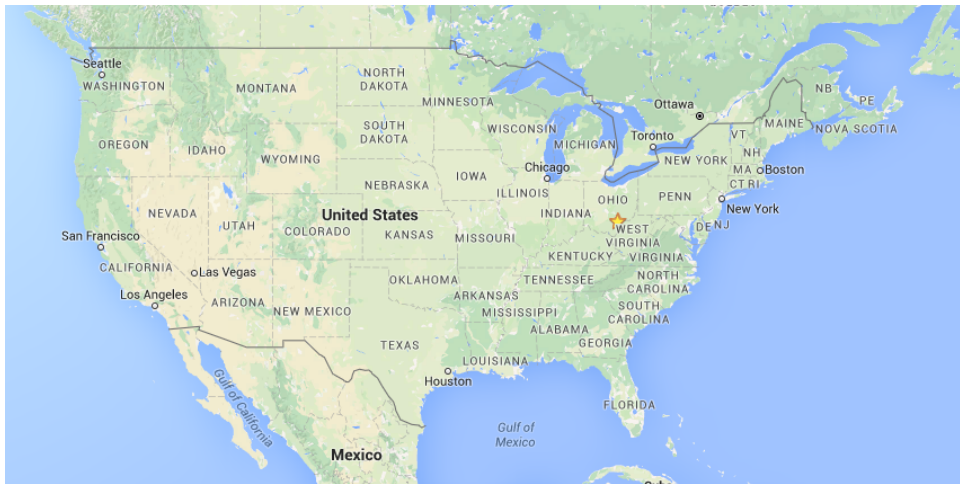 Seattle
WASHINGTON
MONTANA
NORTH
DAKOTA
MINNESOTA
Ottawa
NB
PE
MAINE
NOVA SCOTIA
OREGON
IDAHO
SOUTH
DAKOTA
WISCONSIN
MICHIGAN
Toronto
VT
NH
WYOMING
NEW YORK
MA
Boston
CT RI
Chicago
IOWA
NEBRASKA
ILLINOIS
INDIANA
OHIO
PENN
New York
NEVADA
UTAH
COLORADO
United States
KANSAS
MISSOURI
WEST
VIRGINIA
DE
NJ
San Francisco
CALIFORNIA
Las Vegas
KENTUCKY
VIRGINIA
Los Angeles
ARIZONA
NEW MEXICO
OKLAHOMA
TENNESSEE
NORTH
CAROLINA
ARKANSAS
MISSISSIPPI
SOUTH
CAROLINA
ALABAMA
GEORGIA
TEXAS
LOUISIANA
Houston
FLORIDA
Gulf of California
Gulf of
Mexico
Mexico